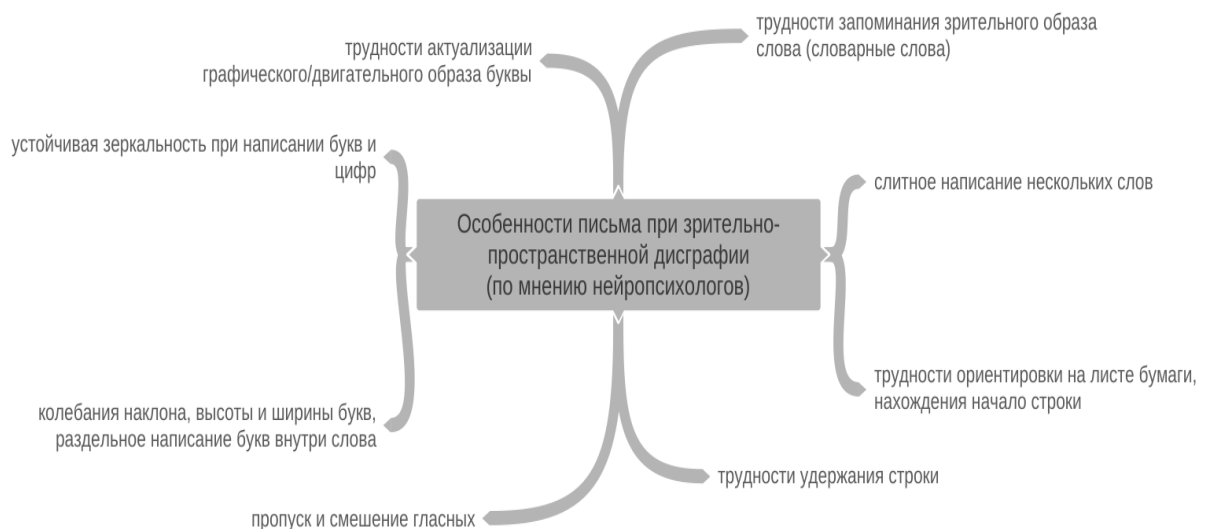 трудности запоминания зрительного образа
слова (словарные слова)
трудности актуализации
графического/двигательного образа буквы
устойчивая зеркальность при написании букв и
цифр
слитное написание нескольких слов
Особенности письма при зрительно-
пространственной дисграфии
(по мнению нейропсихологов)
трудности ориентировки на листе бумаги,
нахождения начало строки
колебания наклона, высоты и ширины букв,
раздельное написание букв внутри слова
трудности удержания строки
пропуск и смешение гласных